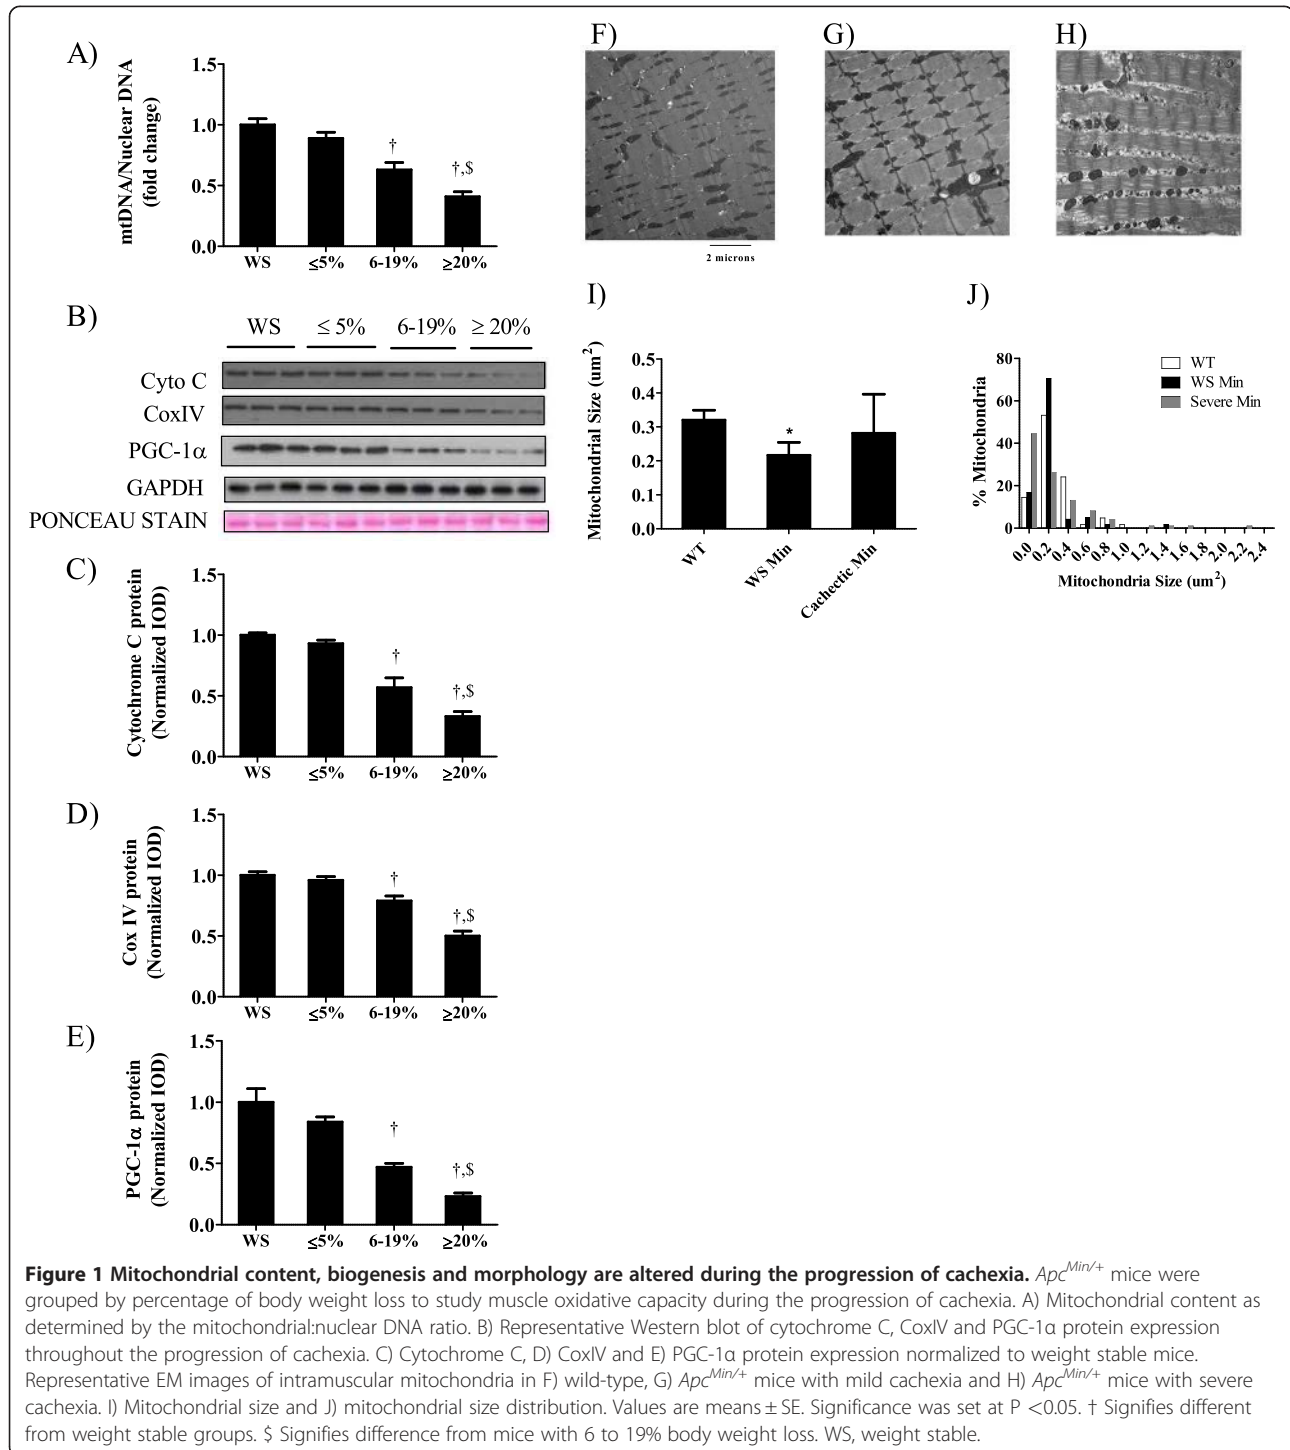 A)
mtDNA/Nuclear DNA
(fold change)
1.5
1.0
0.5
0.0
†
†,$
WS ≤5% 6-19% ≥20%
B)
WS ≤ 5% 6-19% ≥ 20%
Cyto C
CoxIV
PGC-1α
GAPDH
PONCEAU STAIN
C)
Cytochrome C protein
(Normalized IOD)
1.5
1.0
0.5
0.0
†
†,$
WS ≤5% 6-19% ≥20%
D)
Cox IV protein
(Normalized IOD)
1.5
1.0
0.5
0.0
†
†,$
WS ≤5% 6-19% ≥20%
E)
PGC-1α protein
(Normalized IOD)
1.5
1.0
0.5
0.0
†
†,$
WS ≤5% 6-19% ≥20%
F)
2 microns
G)
H)
I)
Mitochondrial Size (um²)
0.5
0.4
0.3
0.2
0.1
0.0
*
WT WS Min Cachectic Min
J)
% Mitochondria
80
60
40
20
0
WT
WS Min
Severe Min
0.0 0.2 0.4 0.6 0.8 1.0 1.2 1.4 1.6 1.8 2.0 2.2 2.4
Mitochondria Size (um²)
Figure 1 Mitochondrial content, biogenesis and morphology are altered during the progression of cachexia. Apc^Min/+ mice were
grouped by percentage of body weight loss to study muscle oxidative capacity during the progression of cachexia. A) Mitochondrial content as
determined by the mitochondrial:nuclear DNA ratio. B) Representative Western blot of cytochrome C, CoxIV and PGC-1α protein expression
throughout the progression of cachexia. C) Cytochrome C, D) CoxIV and E) PGC-1α protein expression normalized to weight stable mice.
Representative EM images of intramuscular mitochondria in F) wild-type, G) Apc^Min/+ mice with mild cachexia and H) Apc^Min/+ mice with severe
cachexia. I) Mitochondrial size and J) mitochondrial size distribution. Values are means ± SE. Significance was set at P <0.05. † Signifies different
from weight stable groups. $ Signifies difference from mice with 6 to 19% body weight loss. WS, weight stable.